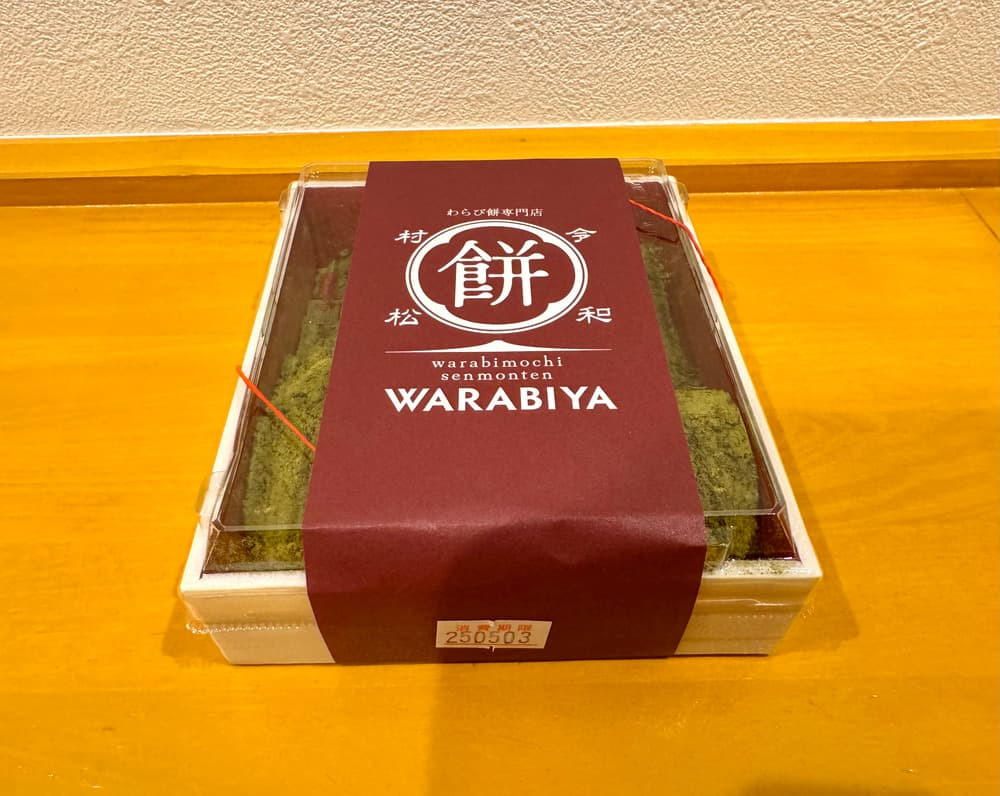 わらび餅専門店
村 令
餅
松 和
warabimochi
senmonten
WARABIYA
消費期限
250503